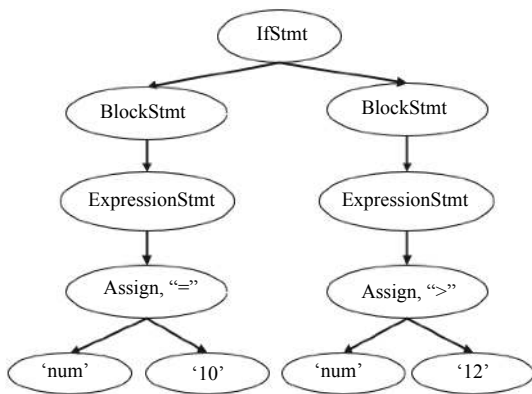 IfStmt
BlockStmt
BlockStmt
ExpressionStmt
ExpressionStmt
Assign, “=”
Assign, “>”
‘num’
‘10’
‘num’
‘12’